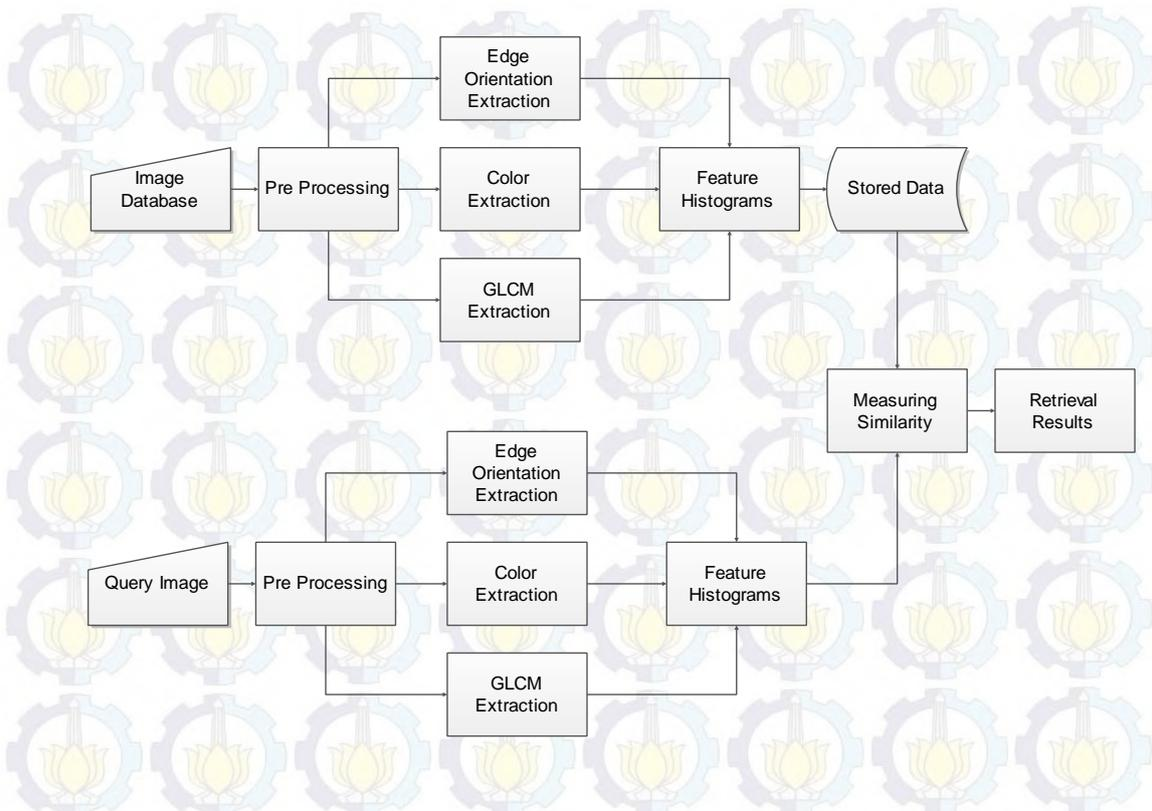 Edge
Orientation
Extraction
Image
Database
Pre Processing
Color
Extraction
Feature
Histograms
Stored Data
GLCM
Extraction
Measuring
Similarity
Retrieval
Results
Edge
Orientation
Extraction
Query Image
Pre Processing
Color
Extraction
Feature
Histograms
GLCM
Extraction